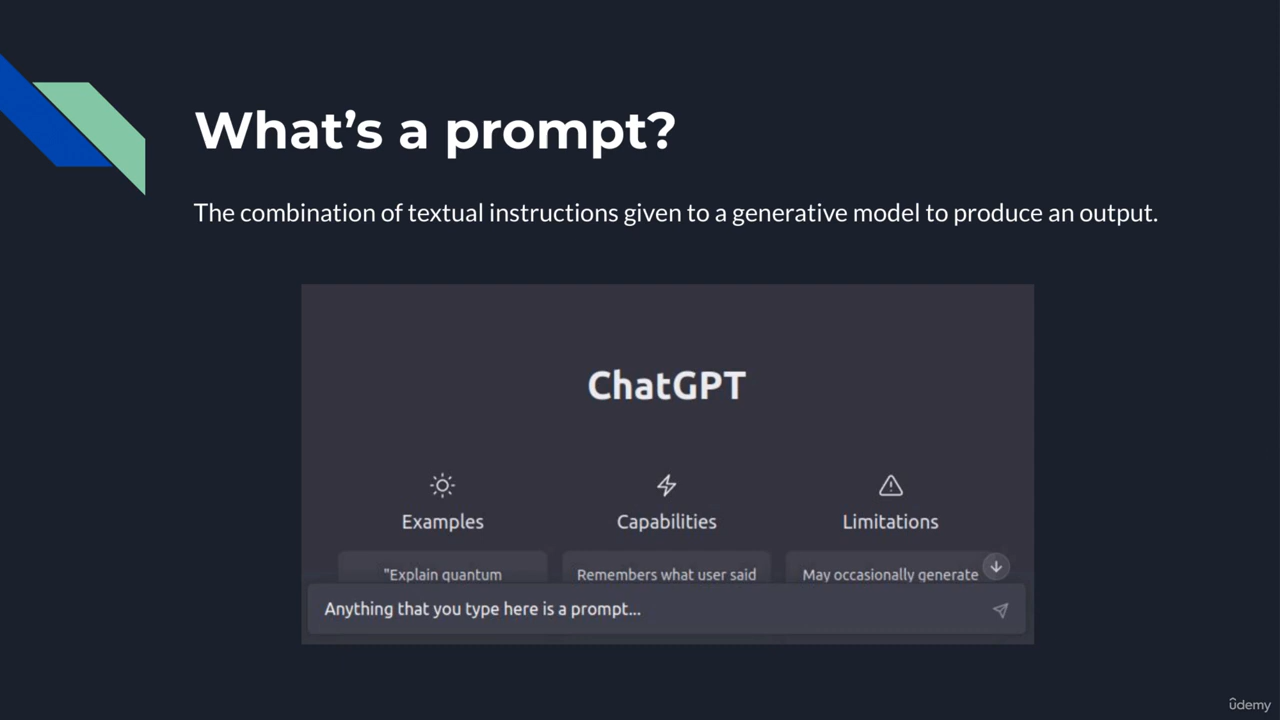 What’s a prompt?
The combination of textual instructions given to a generative model to produce an output.
ChatGPT
Examples
Capabilities
Limitations
"Explain quantum
Remembers what user said
May occasionally generate
Anything that you type here is a prompt...
ûdemy